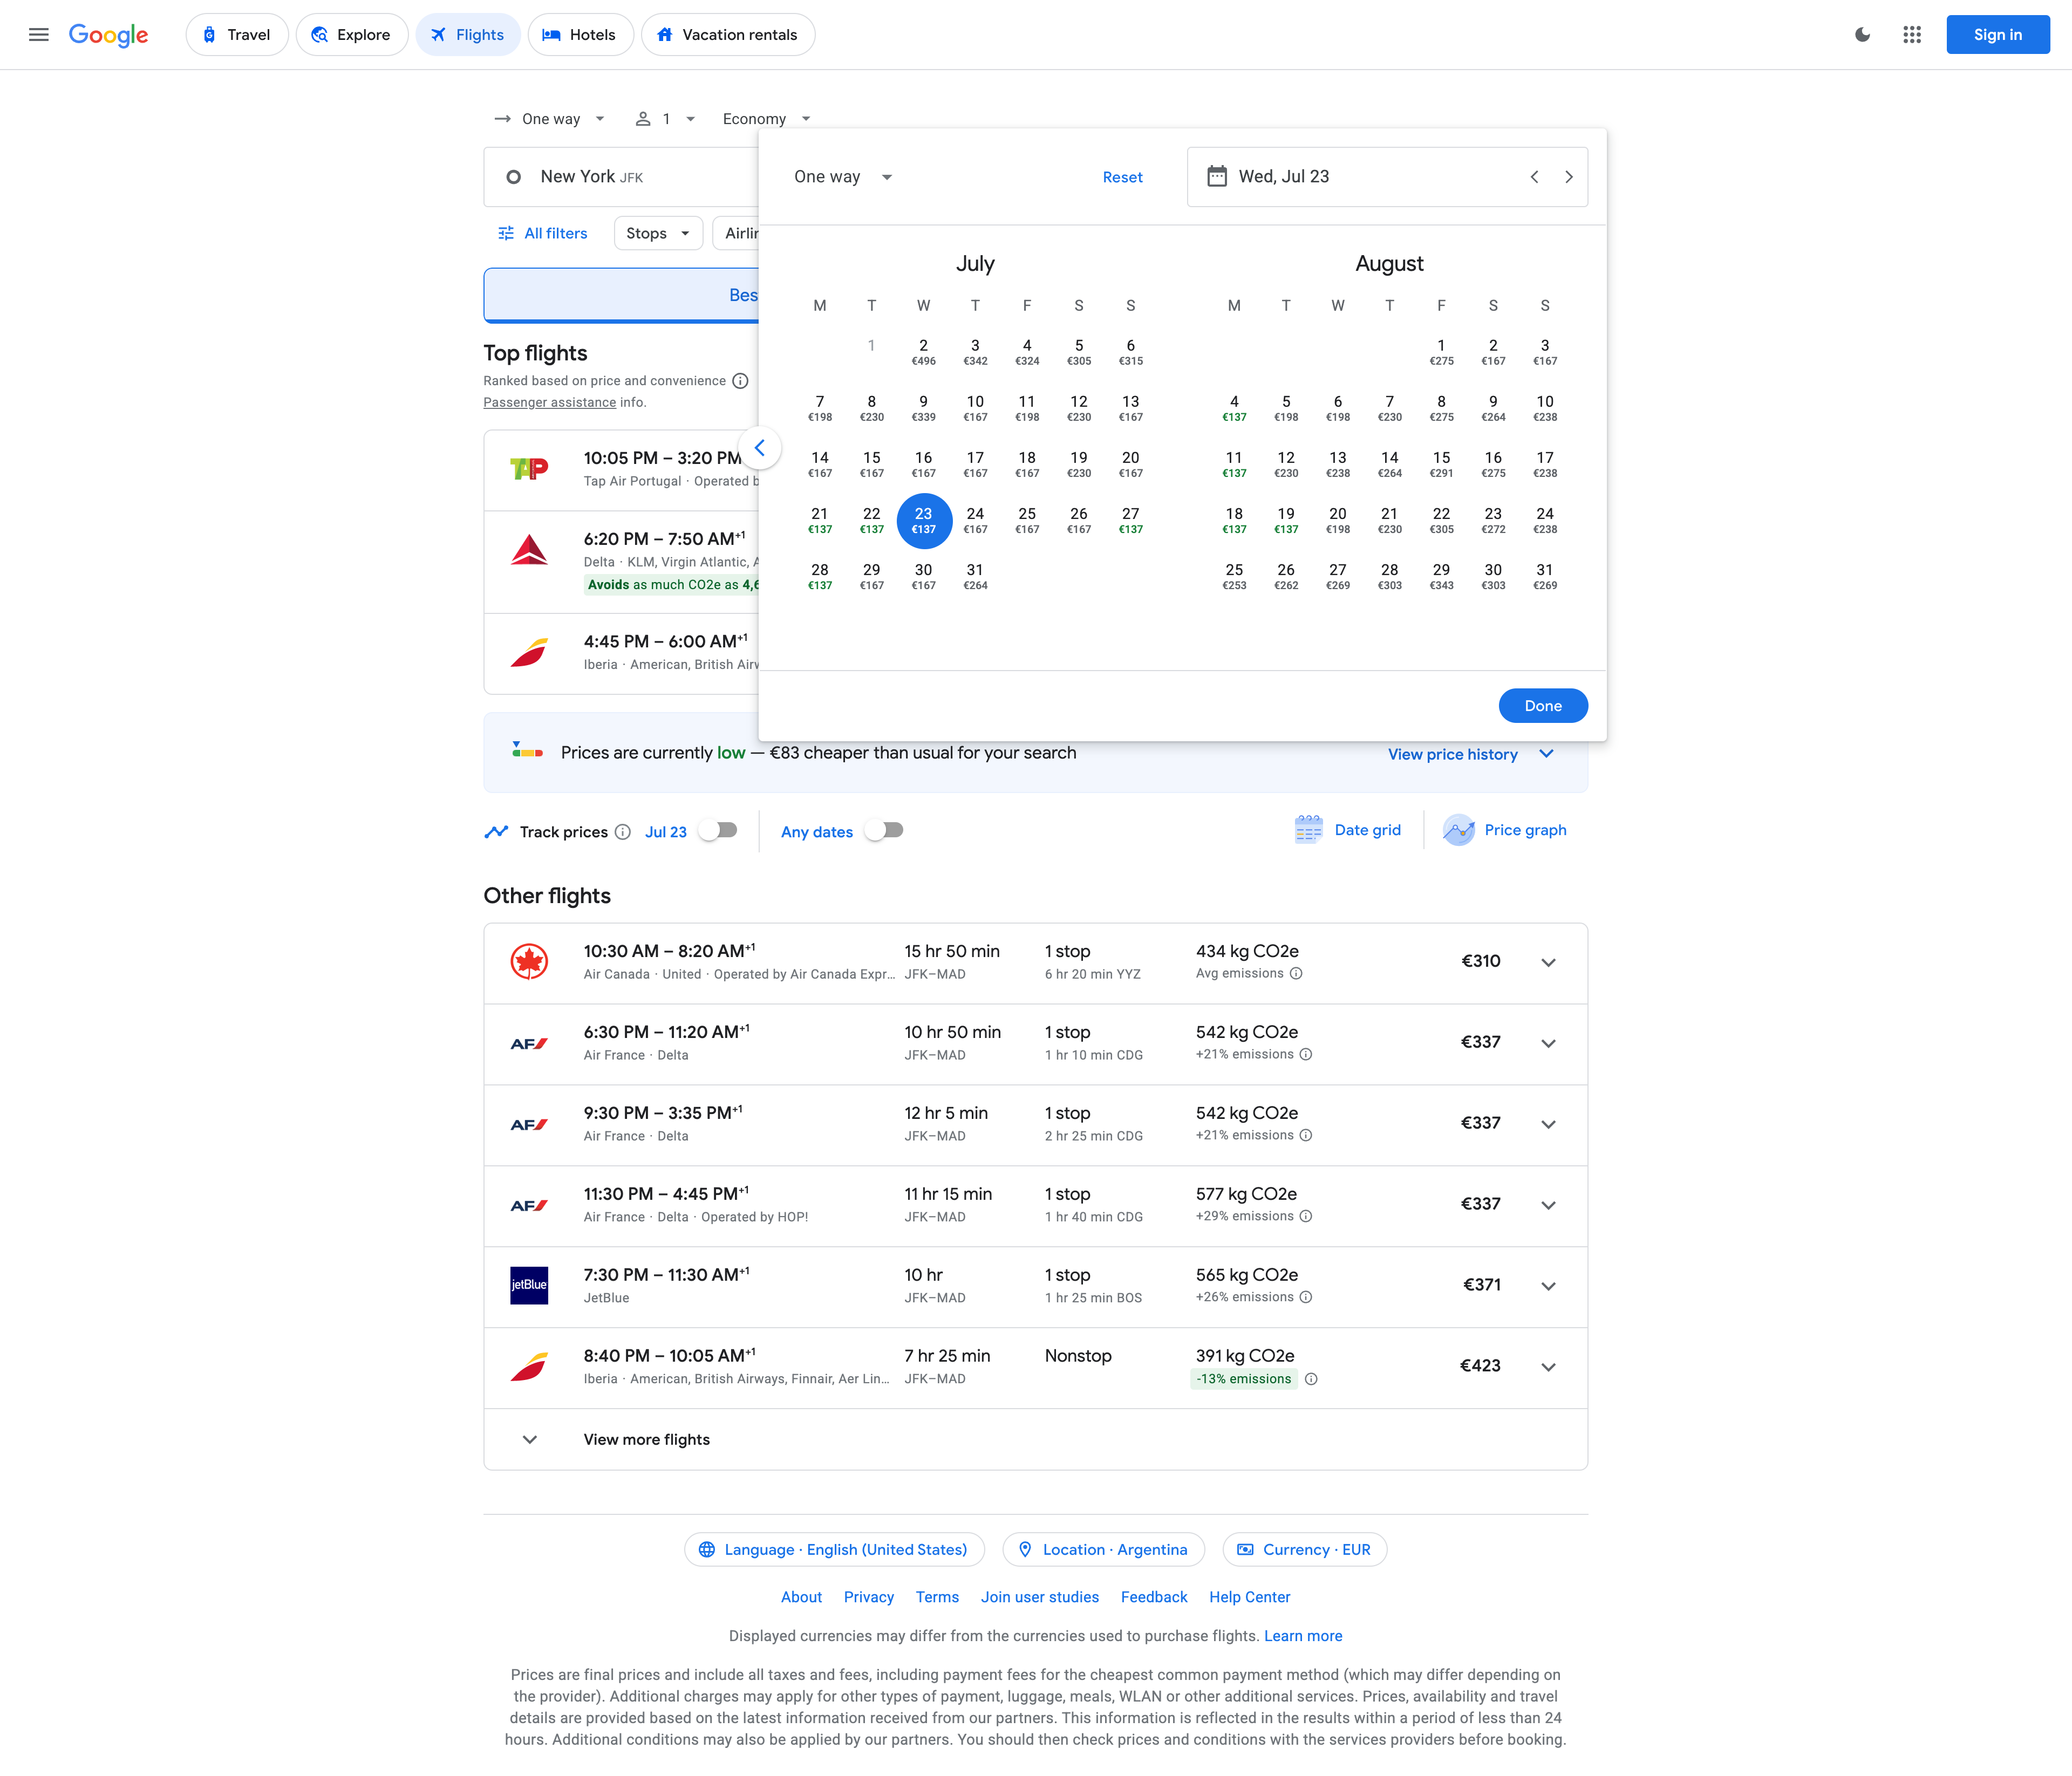 Google Travel Explore Flights Hotels Vacation rentals Sign in
One way 1 Economy
New York JFK
All filters Stops
Top flights
Ranked based on price and convenience
Passenger assistance info.
10:05 PM – 3:20 PM
Tap Air Portugal · Operated
6:20 PM – 7:50 AM+1
Delta · KLM, Virgin Atlantic,
Avoids as much CO2e as
4:45 PM – 6:00 AM+1
Iberia · American, British
One way Reset Wed, Jul 23
July
M T W T F S S
1 2 3 4 5 6
€496 €342 €324 €305 €315
7 8 9 10 11 12 13
€198 €230 €339 €167 €198 €230 €167
14 15 16 17 18 19 20
€167 €167 €167 €167 €167 €230 €167
21 22 23 24 25 26 27
€137 €137 €137 €167 €167 €167 €137
28 29 30 31
€137 €167 €167 €264
August
M T W T F S S
1 2 3
€275 €167 €167
4 5 6 7 8 9 10
€137 €198 €198 €230 €275 €264 €238
11 12 13 14 15 16 17
€137 €230 €238 €264 €291 €275 €238
18 19 20 21 22 23 24
€137 €137 €198 €230 €305 €272 €238
25 26 27 28 29 30 31
€253 €262 €269 €303 €343 €303 €269
Done
Prices are currently low — €83 cheaper than usual for your search View price history
Track prices Jul 23 Any dates Date grid Price graph
Other flights
10:30 AM – 8:20 AM+1 15 hr 50 min 1 stop 434 kg CO2e €310
Air Canada · United · Operated by Air Canada Expr... JFK–MAD 6 hr 20 min YYZ Avg emissions
AF 6:30 PM – 11:20 AM+1 10 hr 50 min 1 stop 542 kg CO2e €337
Air France · Delta JFK–MAD 1 hr 10 min CDG +21% emissions
AF 9:30 PM – 3:35 PM+1 12 hr 5 min 1 stop 542 kg CO2e €337
Air France · Delta JFK–MAD 2 hr 25 min CDG +21% emissions
AF 11:30 PM – 4:45 PM+1 11 hr 15 min 1 stop 577 kg CO2e €337
Air France · Delta · Operated by HOP! JFK–MAD 1 hr 40 min CDG +29% emissions
jetBlue 7:30 PM – 11:30 AM+1 10 hr 1 stop 565 kg CO2e €371
JetBlue JFK–MAD 1 hr 25 min BOS +26% emissions
8:40 PM – 10:05 AM+1 7 hr 25 min Nonstop 391 kg CO2e €423
Iberia · American, British Airways, Finnair, Aer Lin... JFK–MAD -13% emissions
View more flights
Language · English (United States) Location · Argentina Currency · EUR
About Privacy Terms Join user studies Feedback Help Center
Displayed currencies may differ from the currencies used to purchase flights. Learn more
Prices are final prices and include all taxes and fees, including payment fees for the cheapest common payment method (which may differ depending on
the provider). Additional charges may apply for other types of payment, luggage, meals, WLAN or other additional services. Prices, availability and travel
details are provided based on the latest information received from our partners. This information is reflected in the results within a period of less than 24
hours. Additional conditions may also be applied by our partners. You should then check prices and conditions with the services providers before booking.